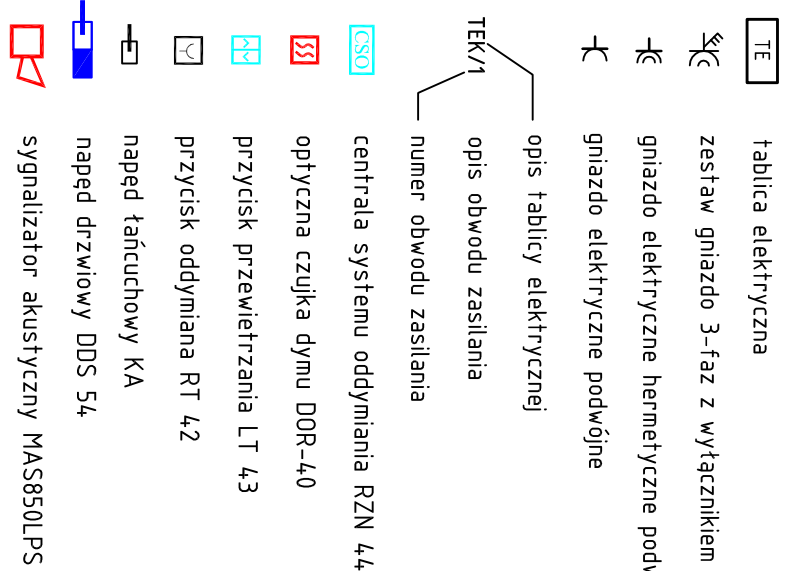 TE tablica elektryczna
zestaw gniazdo 3-faz z wyłącznikiem
gniazdo elektryczne hermetyczne
gniazdo elektryczne podwójne
opis tablicy elektrycznej
TEK/1 opis obwodu zasilania
numer obwodu zasilania
CSO centrala systemu oddymiania RZN 44
optyczna czujka dymu DOR-40
przycisk przewietrzania LT 43
przycisk oddymiana RT 42
napęd łańcuchowy KA
napęd drzwiowy DDS 54
sygnalizator akustyczny MAS850LPS